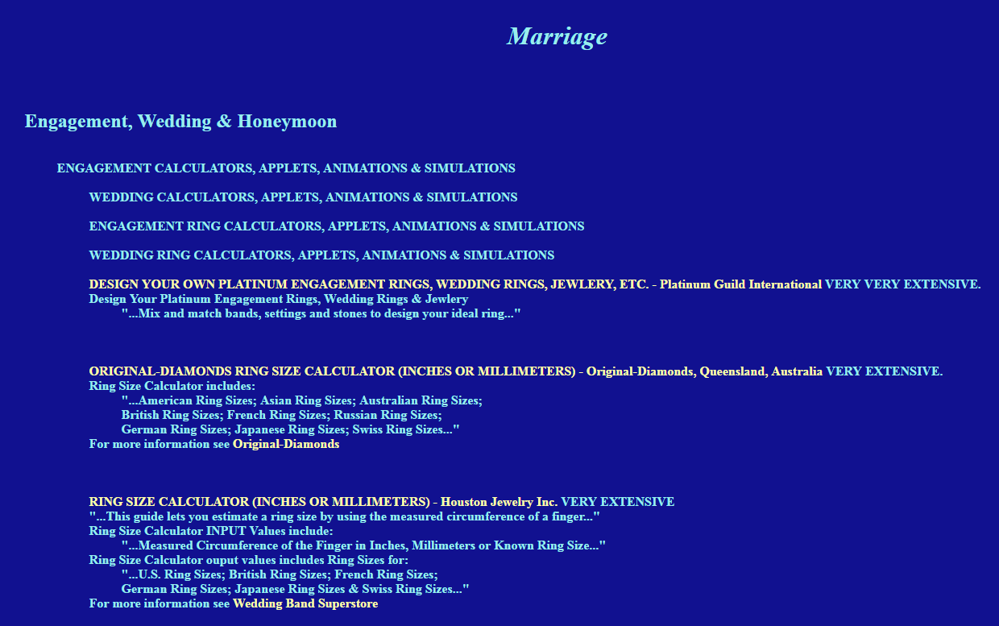 Marriage
Engagement, Wedding & Honeymoon
ENGAGEMENT CALCULATORS, APPLETS, ANIMATIONS & SIMULATIONS
WEDDING CALCULATORS, APPLETS, ANIMATIONS & SIMULATIONS
ENGAGEMENT RING CALCULATORS, APPLETS, ANIMATIONS & SIMULATIONS
WEDDING RING CALCULATORS, APPLETS, ANIMATIONS & SIMULATIONS
DESIGN YOUR OWN PLATINUM ENGAGEMENT RINGS, WEDDING RINGS, JEWLERY, ETC. - Platinum Guild International VERY VERY EXTENSIVE.
Design Your Platinum Engagement Rings, Wedding Rings & Jewlery
"...Mix and match bands, settings and stones to design your ideal ring..."
ORIGINAL-DIAMONDS RING SIZE CALCULATOR (INCHES OR MILLIMETERS) - Original-Diamonds, Queensland, Australia VERY EXTENSIVE.
Ring Size Calculator includes:
"...American Ring Sizes; Asian Ring Sizes; Australian Ring Sizes;
British Ring Sizes; French Ring Sizes; Russian Ring Sizes;
German Ring Sizes; Japanese Ring Sizes; Swiss Ring Sizes..."
For more information see Original-Diamonds
RING SIZE CALCULATOR (INCHES OR MILLIMETERS) - Houston Jewelry Inc. VERY EXTENSIVE
"...This guide lets you estimate a ring size by using the measured circumference of a finger..."
Ring Size Calculator INPUT Values include:
"...Measured Circumference of the Finger in Inches, Millimeters or Known Ring Size..."
Ring Size Calculator ouput values includes Ring Sizes for:
"...U.S. Ring Sizes; British Ring Sizes; French Ring Sizes;
German Ring Sizes; Japanese Ring Sizes & Swiss Ring Sizes..."
For more information see Wedding Band Superstore